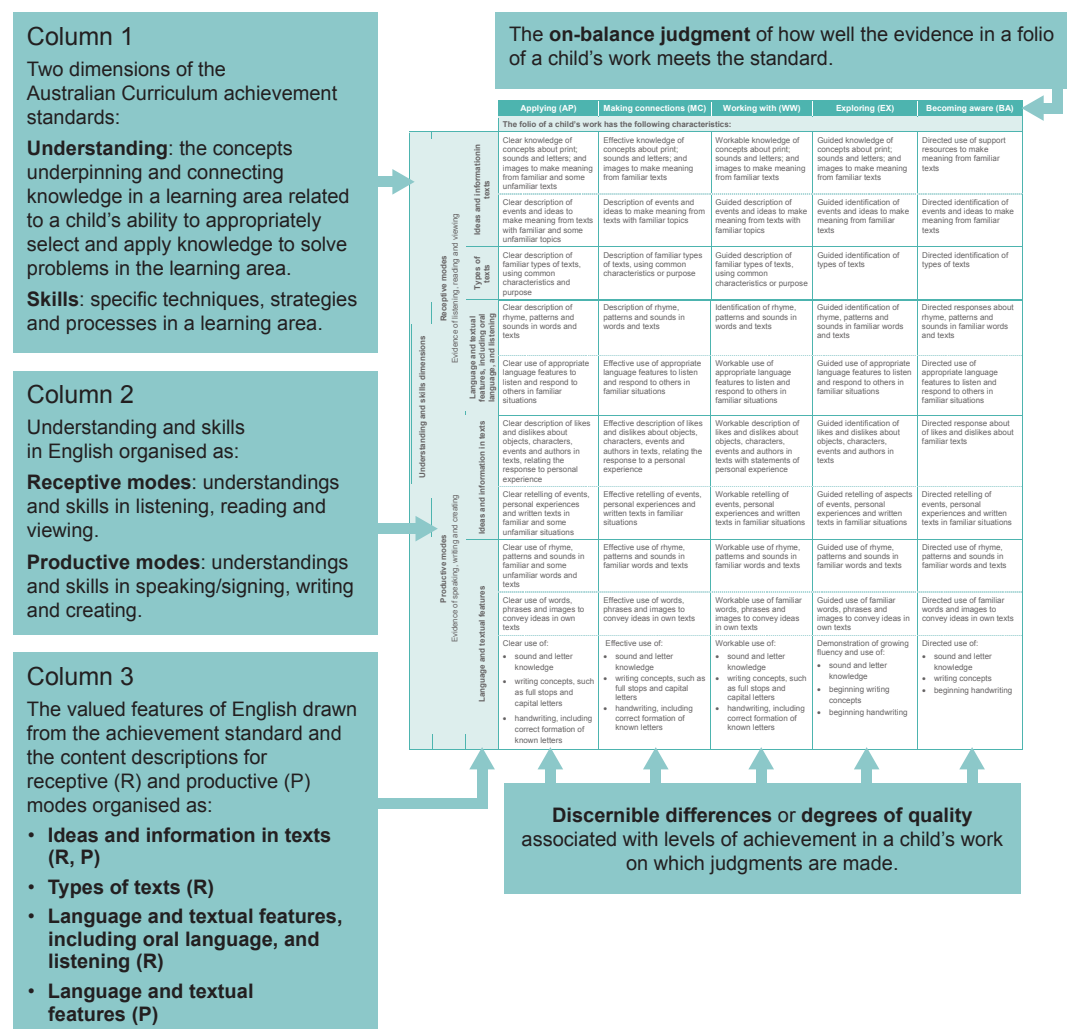 Column 1
Two dimensions of the
Australian Curriculum achievement
standards:
Understanding: the concepts
underpinning and connecting
knowledge in a learning area related
to a child's ability to appropriately
select and apply knowledge to solve
problems in the learning area.
Skills: specific techniques, strategies
and processes in a learning area.
Column 2
Understanding and skills
in English organised as:
Receptive modes: understandings
and skills in listening, reading and
viewing.
Productive modes: understandings
and skills in speaking/signing, writing
and creating.
Column 3
The valued features of English drawn
from the achievement standard and
the content descriptions for
receptive (R) and productive (P)
modes organised as:
• Ideas and information in texts
(R, P)
• Types of texts (R)
• Language and textual features,
including oral language, and
listening (R)
• Language and textual
features (P)
The on-balance judgment of how well the evidence in a folio
of a child's work meets the standard.
Applying (AP)
Making connections (MC)
Working with (WW)
Exploring (EX)
Becoming aware (BA)
The folio of a child's work has the following characteristics:
Understanding and skills dimensions
Receptive modes
Evidence of listening, reading and viewing
Ideas and informationin
texts
Clear knowledge of
concepts about print;
sounds and letters; and
images to make meaning
from familiar and some
unfamiliar texts
Effective knowledge of
concepts about print;
sounds and letters; and
images to make meaning
from familiar texts
Workable knowledge of
concepts about print;
sounds and letters; and
images to make meaning
from familiar texts
Guided knowledge of
concepts about print;
sounds and letters; and
images to make meaning
from familiar texts
Directed use of support
resources to make
meaning from familiar
texts
Clear description of
events and ideas to
make meaning from texts
with familiar and some
unfamiliar topics
Description of events and
ideas to make meaning from
texts with familiar topics
Guided description of
events and ideas to make
meaning from texts with
familiar topics
Guided identification of
events and ideas to make
meaning from familiar
texts
Directed identification of
events and ideas to make
meaning from familiar
texts
Types of
texts
Clear description of
familiar types of texts,
using common
characteristics and
purpose
Description of familiar types
of texts, using common
characteristics or purpose
Guided description of
familiar types of texts,
using common
characteristics or purpose
Guided identification of
types of texts
Directed identification of
types of texts
Language and textual
features, including oral
language, and listening
Clear description of
rhyme, patterns and
sounds in words and
texts
Description of rhyme,
patterns and sounds in
words and texts
Identification of rhyme,
patterns and sounds in
words and texts
Guided identification of
rhyme, patterns and
sounds in familiar words
and texts
Directed responses about
rhyme, patterns and
sounds in familiar words
and texts
Clear use of appropriate
language features to
listen and respond to
others in familiar
situations
Effective use of appropriate
language features to listen
and respond to others in
familiar situations
Workable use of
appropriate language
features to listen and
respond to others in
familiar situations
Guided use of appropriate
language features to listen
and respond to others in
familiar situations
Directed use of
appropriate language
features to listen and
respond to others in
familiar situations
Productive modes
Evidence of speaking, writing and creating
Ideas and information in texts
Clear description of likes
and dislikes about
objects, characters,
events and authors in
texts, relating the
response to personal
experience
Effective description of likes
and dislikes about objects,
characters, events and
authors in texts, relating the
response to a personal
experience
Workable description of
likes and dislikes about
objects, characters,
events and authors in
texts with statements of
personal experience
Guided identification of
likes and dislikes about
objects, characters,
events and authors in
texts
Directed response about
of likes and dislikes about
familiar texts
Clear retelling of events,
personal experiences
and written texts in
familiar and some
unfamiliar situations
Effective retelling of events,
personal experiences and
written texts in familiar
situations
Workable retelling of
events, personal
experiences and written
texts in familiar situations
Guided retelling of aspects
of events, personal
experiences and written
texts in familiar situations
Directed retelling of
events, personal
experiences and written
texts in familiar situations
Language and textual features
Clear use of rhyme,
patterns and sounds in
familiar and some
unfamiliar words and
texts
Effective use of rhyme,
patterns and sounds in
familiar words and texts
Workable use of rhyme,
patterns and sounds in
familiar words and texts
Guided use of rhyme,
patterns and sounds in
familiar words and texts
Directed use of rhyme,
patterns and sounds in
familiar words and texts
Clear use of words,
phrases and images to
convey ideas in own
texts
Effective use of words,
phrases and images to
convey ideas in own texts
Workable use of familiar
words, phrases and
images to convey ideas
in own texts
Guided use of familiar
words, phrases and
images to convey ideas in
own texts
Directed use of familiar
words and images to
convey ideas in own
texts
Clear use of:
• sound and letter
knowledge
• writing concepts, such
as full stops and
capital letters
• handwriting, including
correct formation of
known letters
Effective use of:
• sound and letter
knowledge
• writing concepts, such as
full stops and capital
letters
• handwriting, including
correct formation of
known letters
Workable use of:
• sound and letter
knowledge
• writing concepts, such
as full stops and
capital letters
• handwriting, including
correct formation of
known letters
Demonstration of growing
fluency and use of:
• sound and letter
knowledge
• beginning writing
concepts
• beginning handwriting
Directed use of:
• sound and letter
knowledge
• writing concepts
• beginning handwriting
Discernible differences or degrees of quality
associated with levels of achievement in a child's work
on which judgments are made.